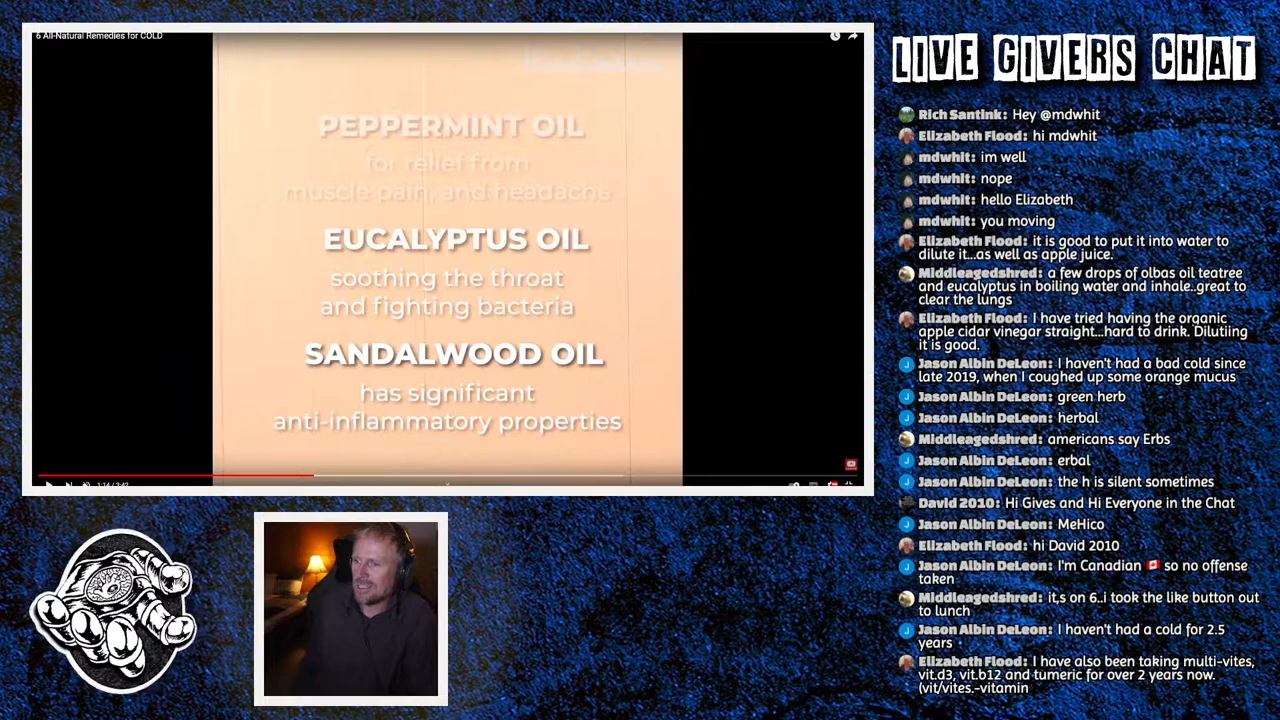 6 All-Natural Remedies for COLD
PEPPERMINT OIL
for relief from
muscle pain, and headache
EUCALYPTUS OIL
soothing the throat
and fighting bacteria
SANDALWOOD OIL
has significant
anti-inflammatory properties
1:14 / 2:42
LIVE GIVERS CHAT
Rich Santink: Hey @mdwhit
Elizabeth Flood: hi mdwhit
mdwhit: im well
mdwhit: nope
mdwhit: hello Elizabeth
mdwhit: you moving
Elizabeth Flood: it is good to put it into water to
dilute it...as well as apple juice.
Middleagedshred: a few drops of olbas oil teatree
and eucalyptus in boiling water and inhale..great to
clear the lungs
Elizabeth Flood: I have tried having the organic
apple cidar vinegar straight...hard to drink. Dilutiing
it is good.
Jason Albin DeLeon: I haven't had a bad cold since
late 2019, when I coughed up some orange mucus
Jason Albin DeLeon: green herb
Jason Albin DeLeon: herbal
Middleagedshred: americans say Erbs
Jason Albin DeLeon: erbal
Jason Albin DeLeon: the h is silent sometimes
David 2010: Hi Gives and Hi Everyone in the Chat
Jason Albin DeLeon: MeHico
Elizabeth Flood: hi David 2010
Jason Albin DeLeon: I'm Canadian 🇨🇦 so no offense
taken
Middleagedshred: it,s on 6..i took the like button out
to lunch
Jason Albin DeLeon: I haven't had a cold for 2.5
years
Elizabeth Flood: I have also been taking multi-vites,
vit.d3, vit.b12 and tumeric for over 2 years now.
(vit/vites.-vitamin